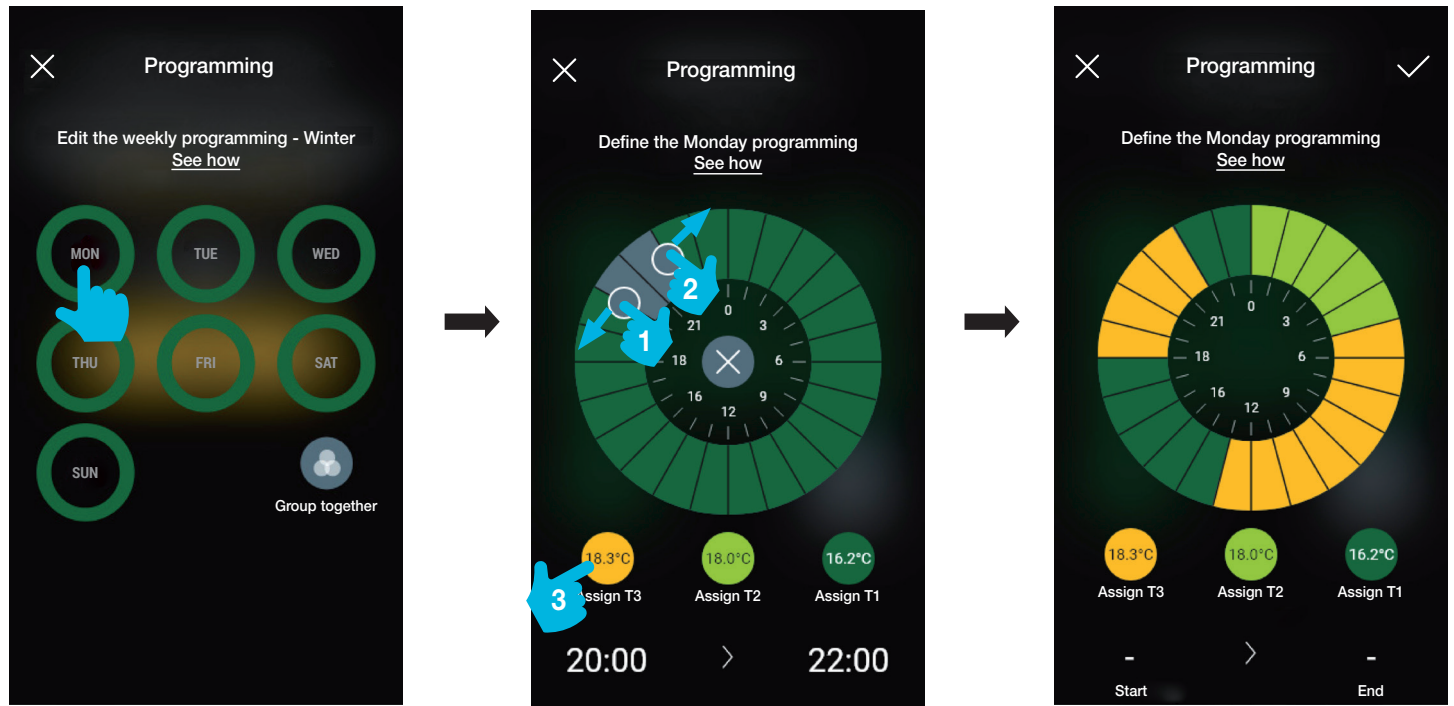 Programming
Edit the weekly programming - Winter
See how
MON
TUE
WED
THU
FRI
SAT
SUN
Group together
Programming
Define the Monday programming
See how
1
2
0
3
6
9
12
16
18
21
18.3°C
18.0°C
16.2°C
3
Assign T3
Assign T2
Assign T1
20:00
22:00
Programming
Define the Monday programming
See how
0
3
6
9
12
16
18
21
18.3°C
18.0°C
16.2°C
Assign T3
Assign T2
Assign T1
-
-
Start
End